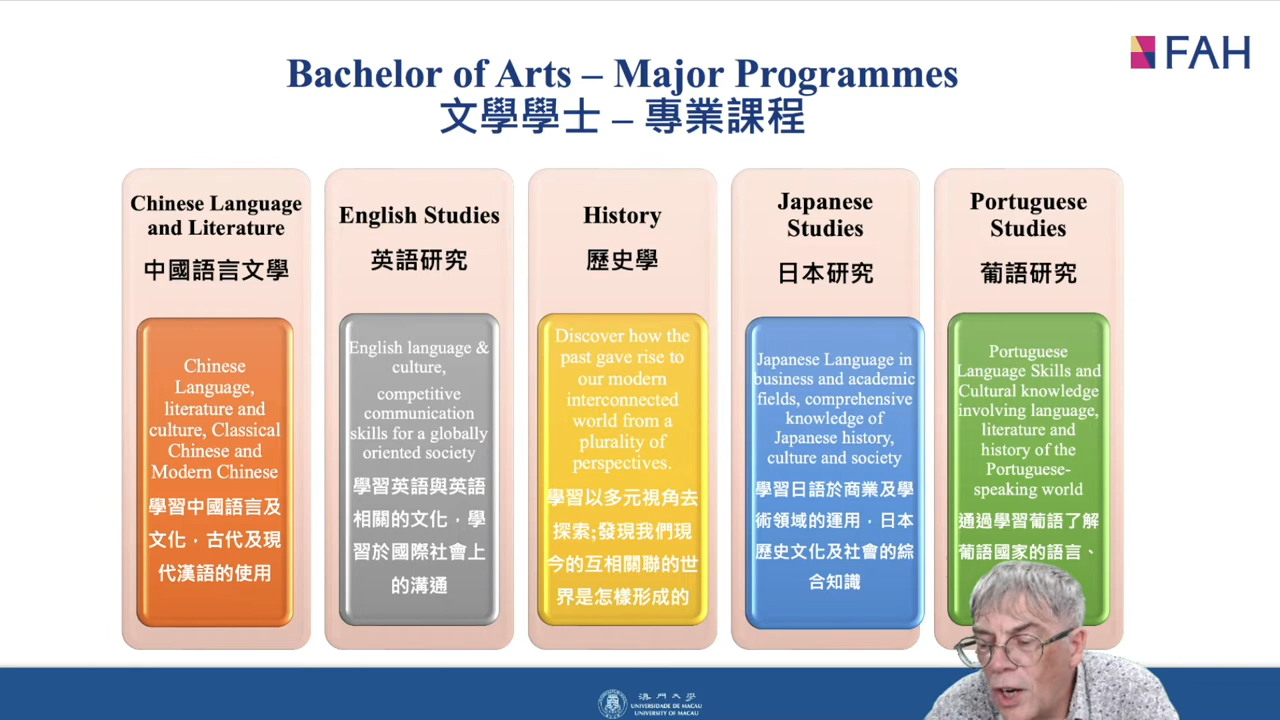 FAH
Bachelor of Arts – Major Programmes
文學學士 – 專業課程
Chinese Language
and Literature
中國語言文學
Chinese
Language,
literature and
culture, Classical
Chinese and
Modern Chinese
學習中國語言及
文化，古代及現
代漢語的使用
English Studies
英語研究
English language &
culture,
competitive
communication
skills for a globally
oriented society
學習英語與英語
相關的文化，學
習於國際社會上
的溝通
History
歷史學
Discover how the
past gave rise to
our modern
interconnected
world from a
plurality of
perspectives.
學習以多元視角去
探索;發現我們現
今的互相關聯的世
界是怎樣形成的
Japanese
Studies
日本研究
Japanese Language in
business and academic
fields, comprehensive
knowledge of
Japanese history,
culture and society
學習日語於商業及學
術領域的運用，日本
歷史文化及社會的綜
合知識
Portuguese
Studies
葡語研究
Portuguese
Language Skills and
Cultural knowledge
involving language,
literature and
history of the
Portuguese-
speaking world
通過學習葡語了解
葡語國家的語言、
澳門大學
UNIVERSIDADE DE MACAU
UNIVERSITY OF MACAU